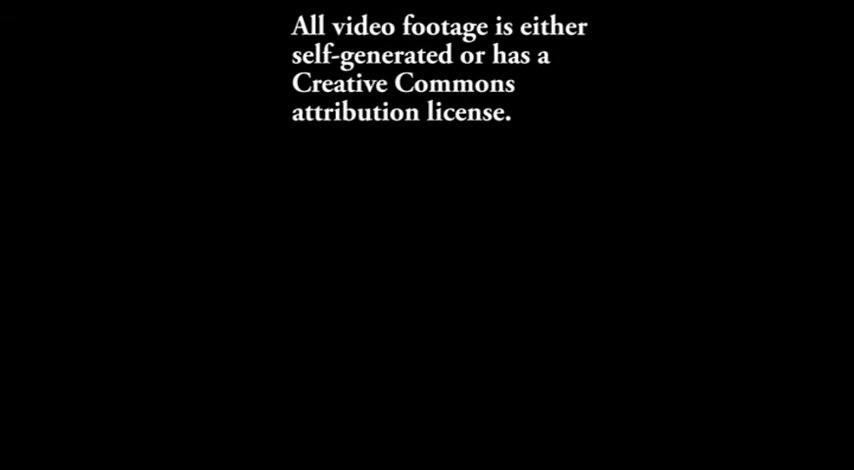 All video footage is either
self-generated or has a
Creative Commons
attribution license.